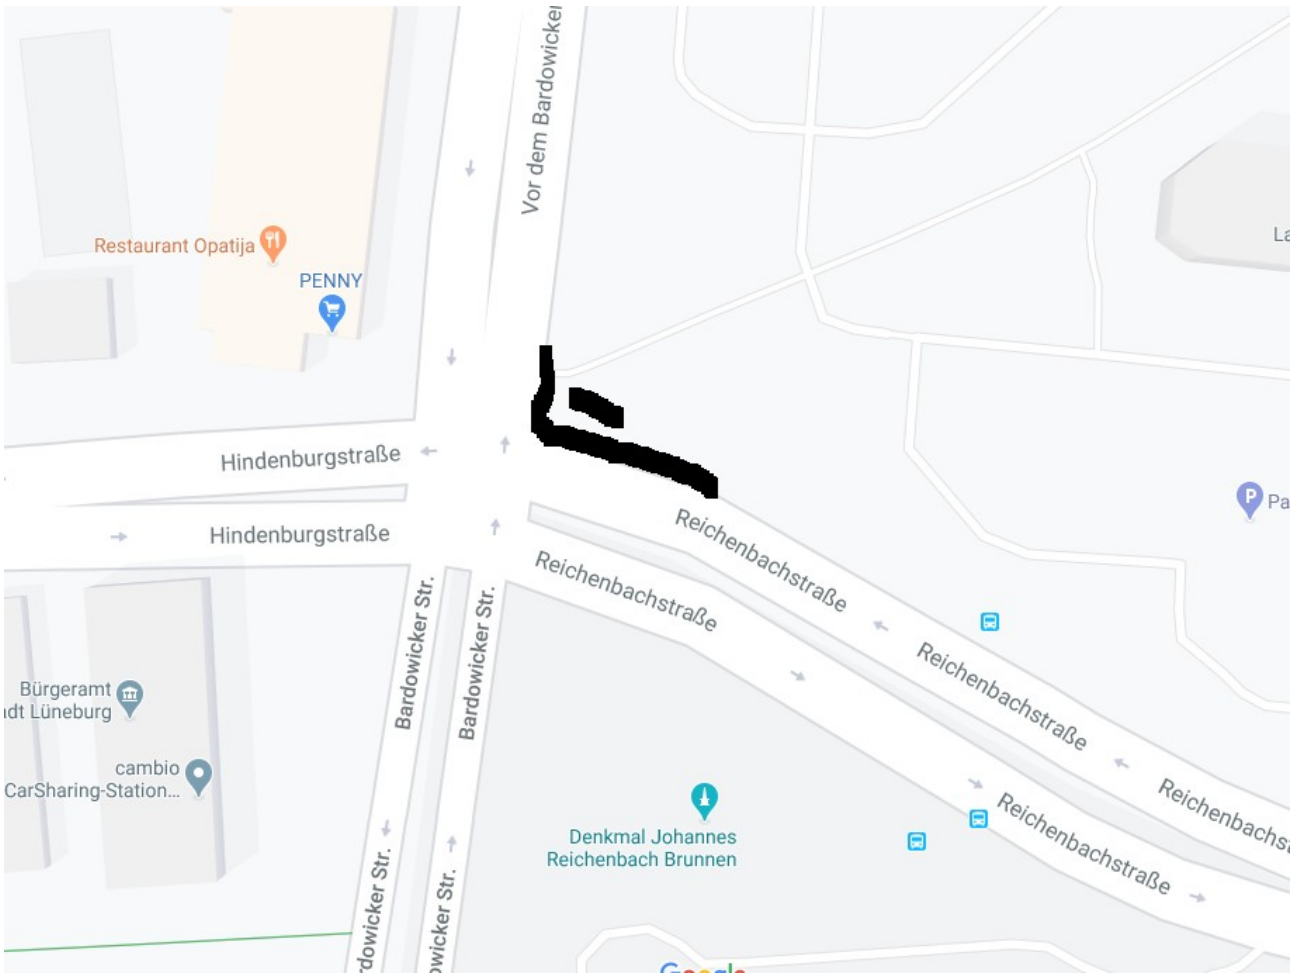 Vor dem Bardowicker
Restaurant Opatija
PENNY
La
Hindenburgstraße
P
Pa
Hindenburgstraße
Reichenbachstraße
Reichenbachstraße
Bardowicker Str.
Bardowicker Str.
Reichenbachstraße
Bürgeramt
dt Lüneburg
cambio
CarSharing-Station...
Reichenbachst
Reichenbachstraße
Denkmal Johannes
Reichenbach Brunnen
rdowicker Str.
owicker Str.
Google